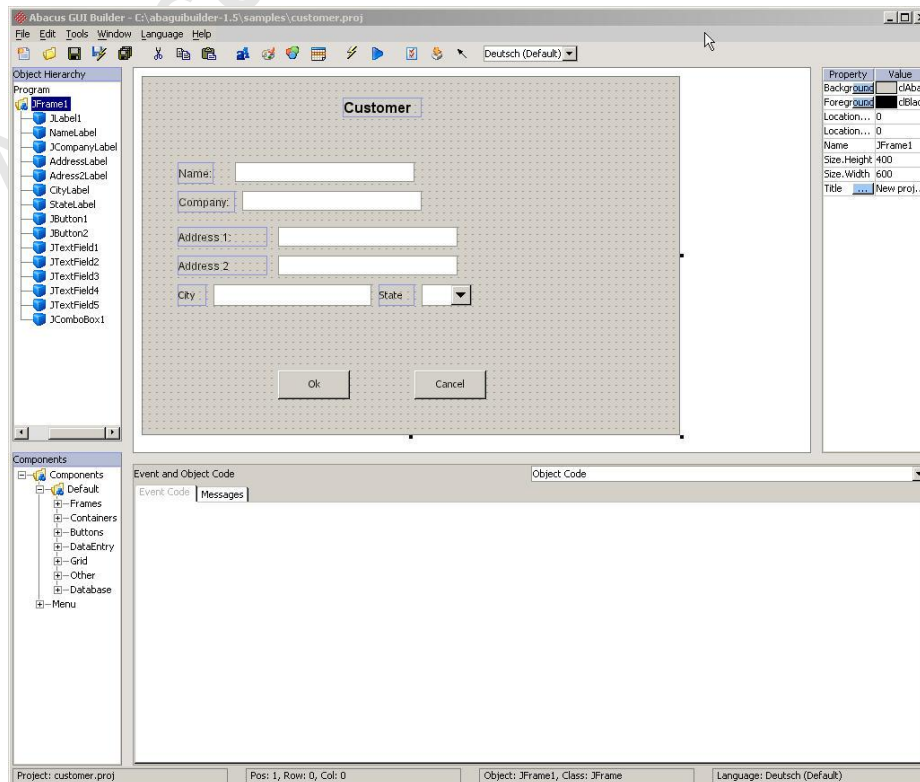 Abacus GUI Builder - C:\abaguibuilder-1.5\samples\customer.proj
File Edit Tools Window Language Help
Deutsch (Default)
Object Hierarchy
Program
JFrame1
JLabel1
NameLabel
JCompanyLabel
AddressLabel
Adress2Label
CityLabel
StateLabel
JButton1
JButton2
JTextField1
JTextField2
JTextField3
JTextField4
JTextField5
JComboBox1
Customer
Name:
Company:
Address 1:
Address 2
City State
Ok Cancel
Property Value
Background clAba
Foreground clBlac
Location... 0
Location... 0
Name JFrame1
Size.Height 400
Size.Width 600
Title ... New proj...
Components
Components
Default
Frames
Containers
Buttons
DataEntry
Grid
Other
Database
Menu
Event and Object Code Object Code
Event Code Messages
Project: customer.proj Pos: 1, Row: 0, Col: 0 Object: JFrame1, Class: JFrame Language: Deutsch (Default)